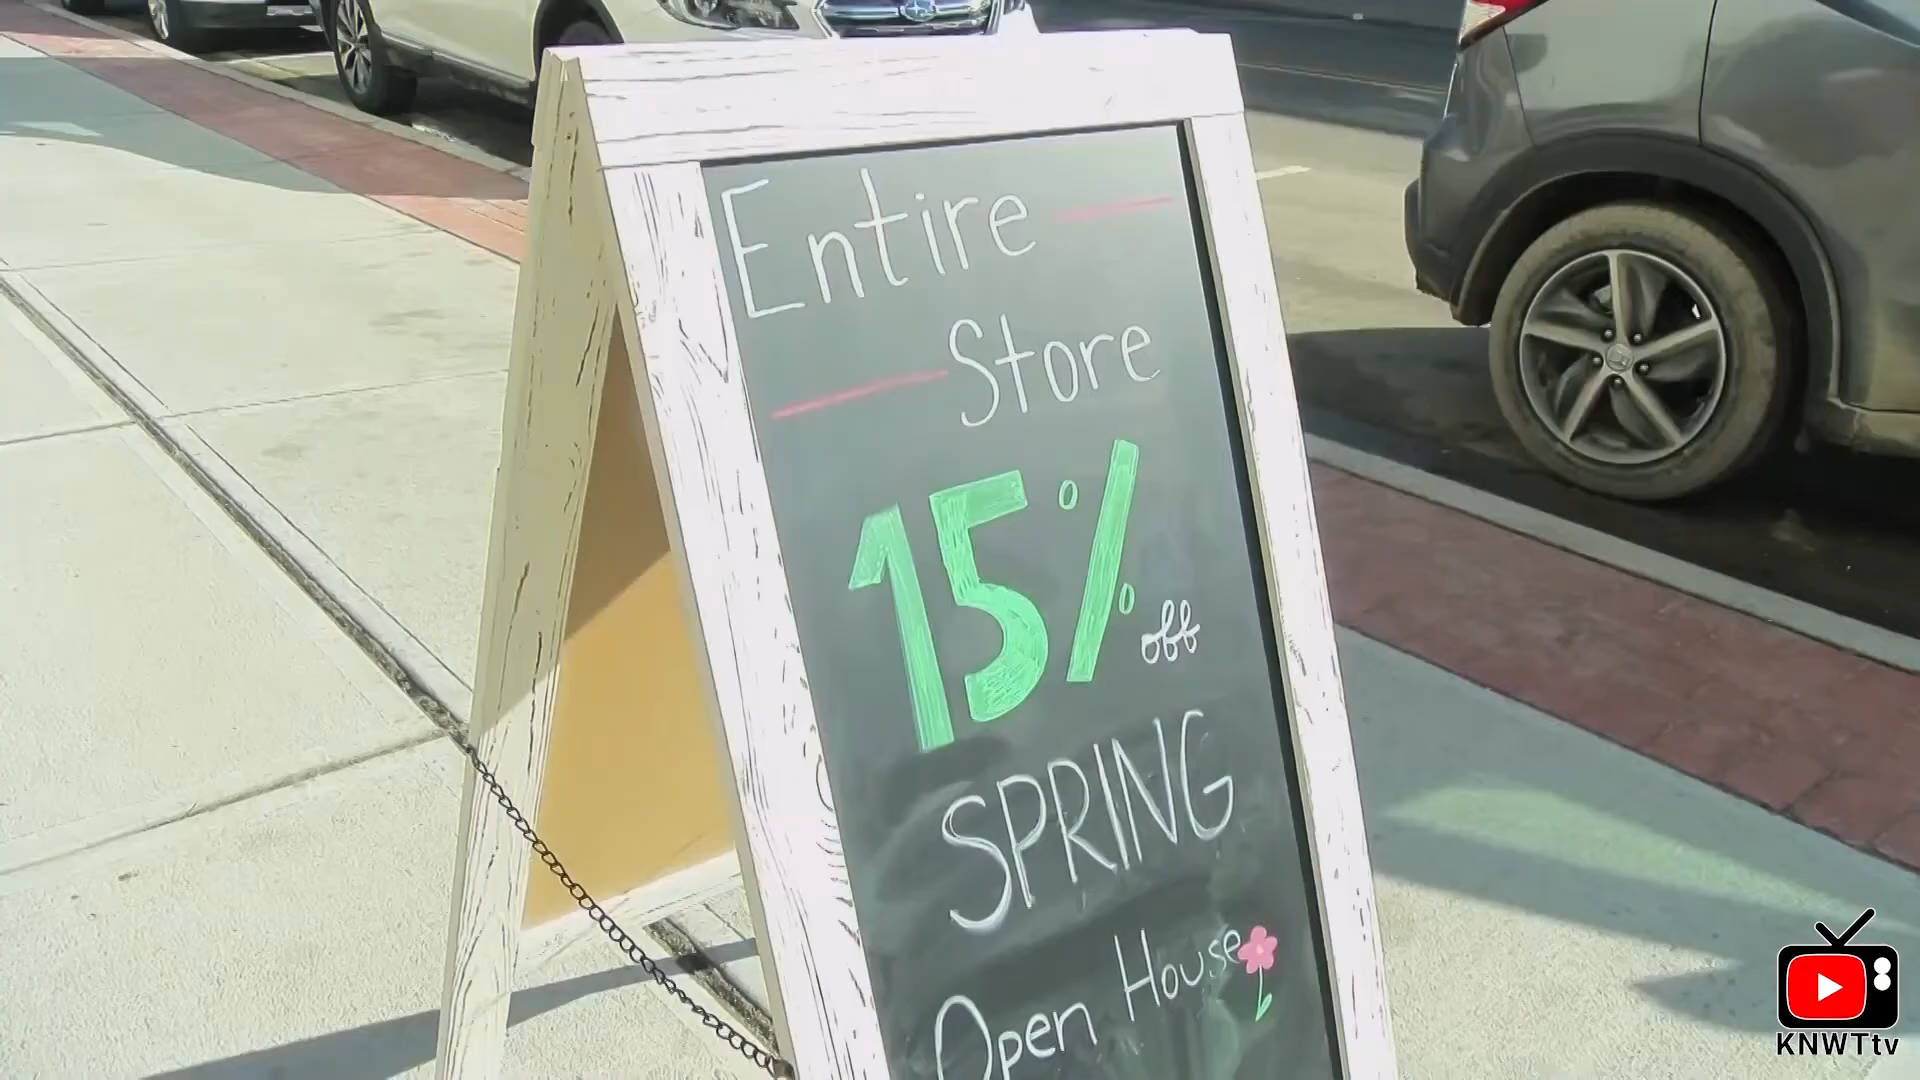 Entire
Store
15%
off
SPRING
Open House
KNWTtv